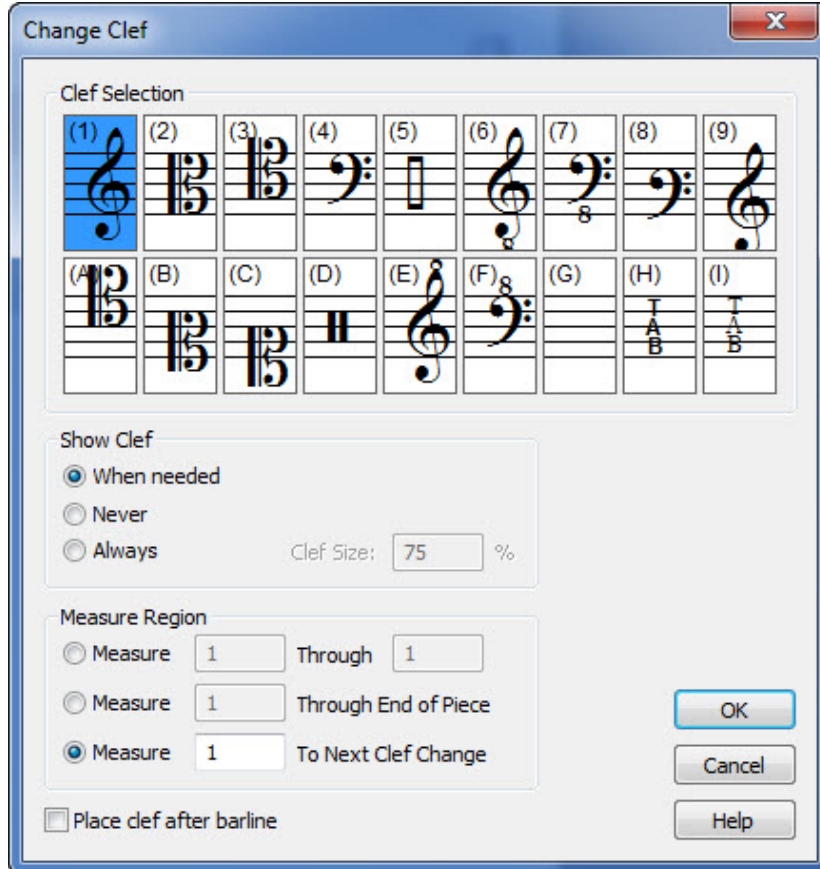 Change Clef
Clef Selection
(1) (2) (3) (4) (5) (6) (7) (8) (9)
8 8
(A) (B) (C) (D) (E) (F) (G) (H) (I)
8 8
T T
A A
B B
Show Clef
When needed
Never
Always Clef Size: 75 %
Measure Region
Measure 1 Through 1
Measure 1 Through End of Piece
Measure 1 To Next Clef Change
OK
Cancel
Place clef after barline
Help